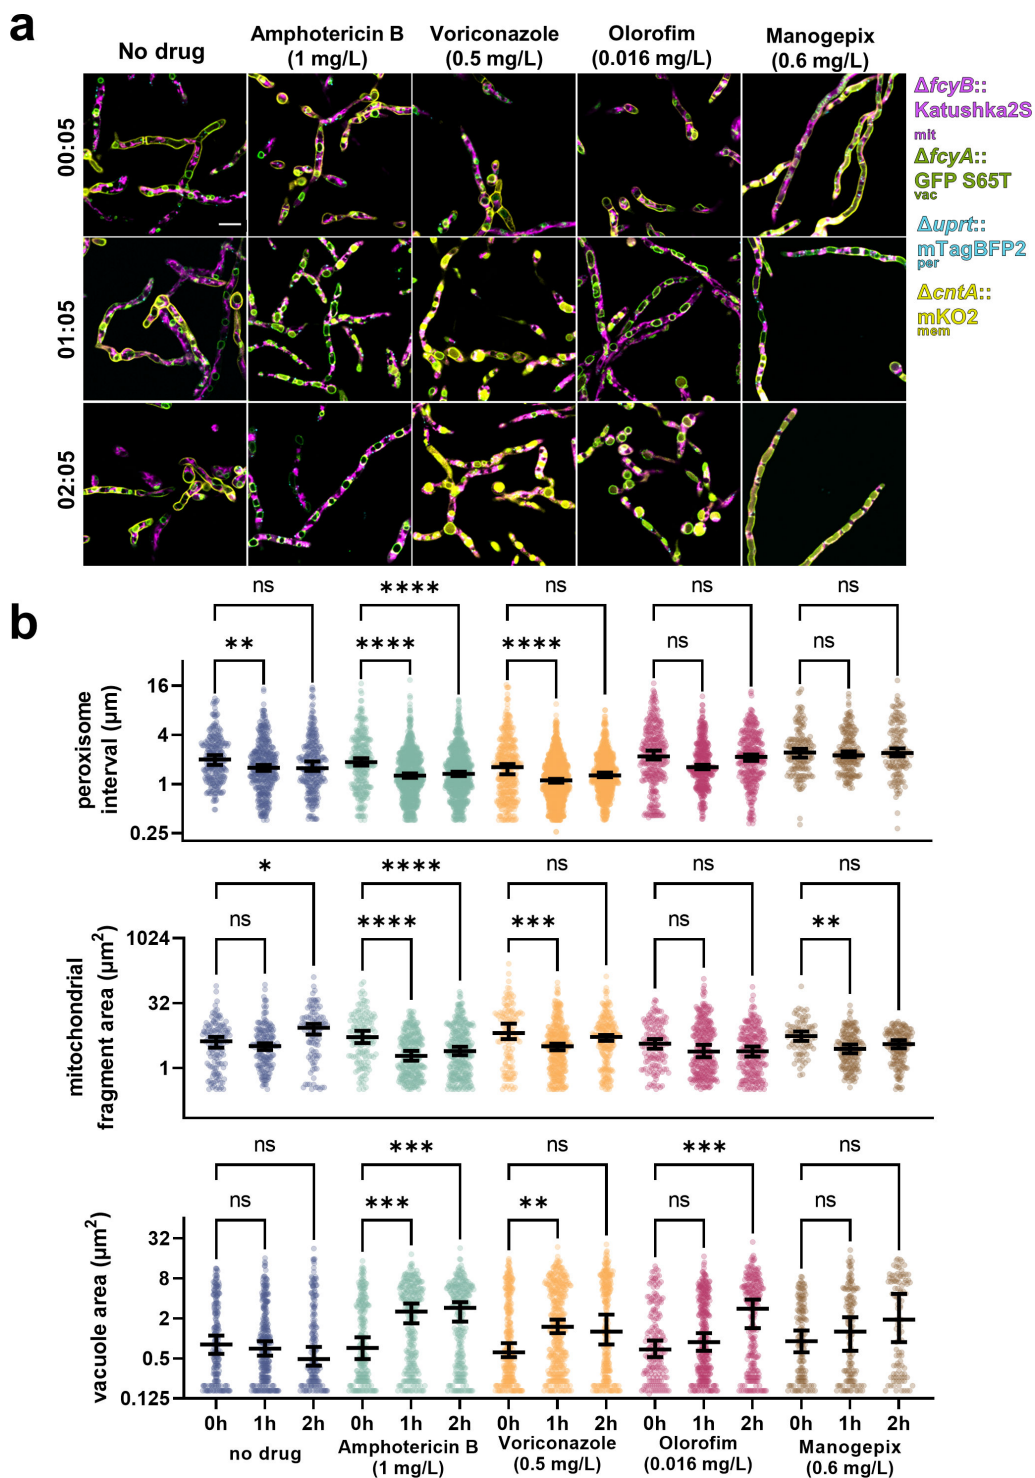 a
No drug
Amphotericin B
(1 mg/L)
Voriconazole
(0.5 mg/L)
Olorofim
(0.016 mg/L)
Manogepix
(0.6 mg/L)
00:05
01:05
02:05
ΔfcyB::
Katushka2S
mit
ΔfcyA::
GFP S65T
vac
Δuprt::
mTagBFP2
per
ΔcntA::
mKO2
mem
b
ns
****
ns
ns
ns
**
****
****
ns
ns
peroxisome
interval (µm)
16
4
1
0.25
*
****
ns
ns
ns
ns
****
***
ns
**
mitochondrial
fragment area (µm²)
1024
32
1
ns
***
ns
***
ns
ns
***
**
ns
ns
vacuole area (µm²)
32
8
2
0.5
0.125
0h 1h 2h 0h 1h 2h 0h 1h 2h 0h 1h 2h 0h 1h 2h
no drug
Amphotericin B
(1 mg/L)
Voriconazole
(0.5 mg/L)
Olorofim
(0.016 mg/L)
Manogepix
(0.6 mg/L)